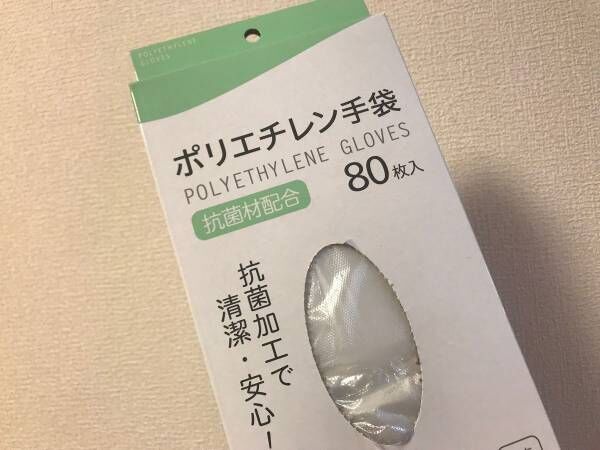 POLYETHYLENE
GLOVES
ポリエチレン手袋
POLYETHYLENE GLOVES
抗菌材配合
80枚入
抗菌加工で
清潔・安心!